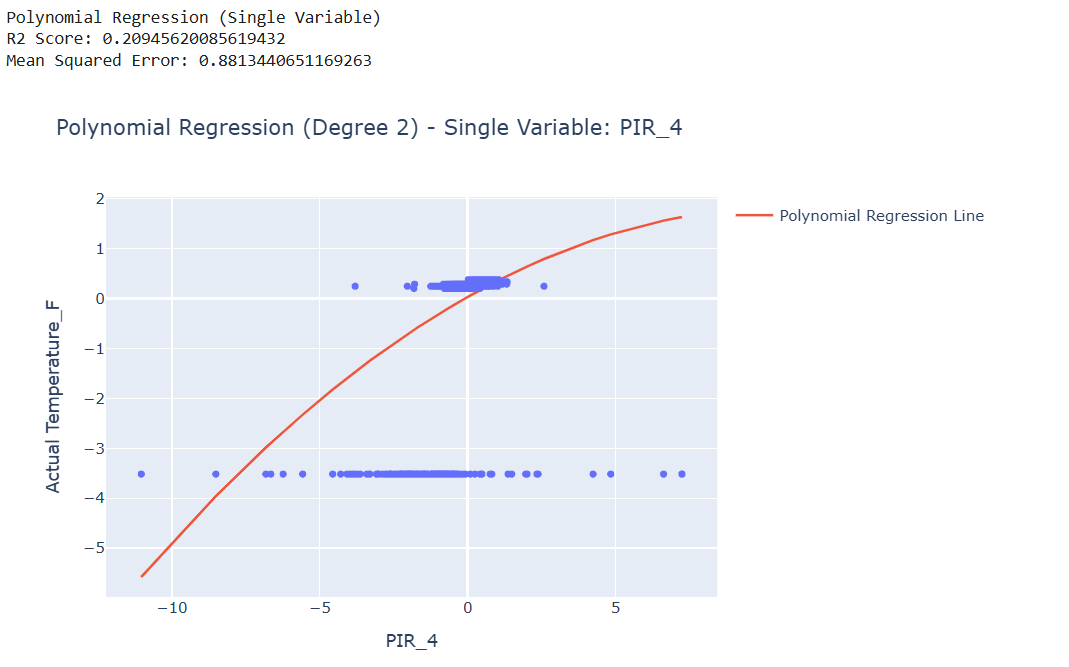 Polynomial Regression (Single Variable)
R2 Score: 0.20945620085619432
Mean Squared Error: 0.8813440651169263
Polynomial Regression (Degree 2) - Single Variable: PIR_4
Polynomial Regression Line
Actual Temperature_F
2
1
0
−1
−2
−3
−4
−5
−10
−5
0
5
PIR_4